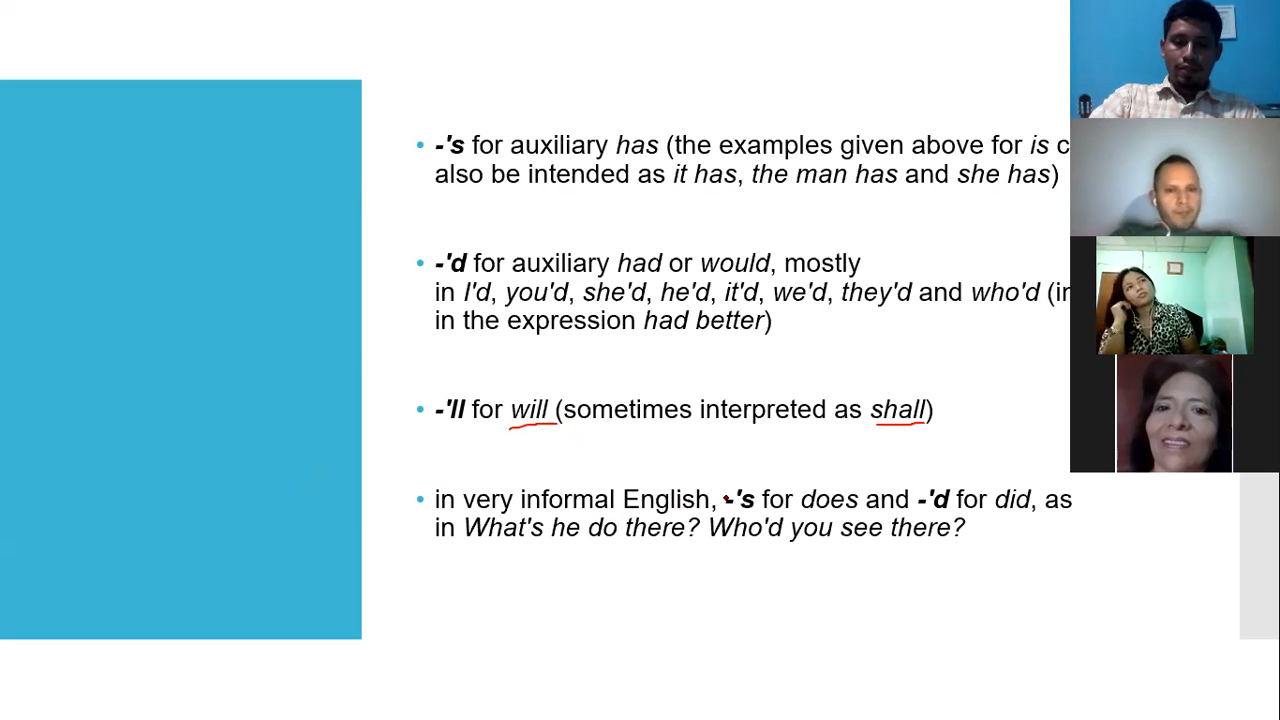 • -'s for auxiliary has (the examples given above for is c
also be intended as it has, the man has and she has)
• -'d for auxiliary had or would, mostly
in I'd, you'd, she'd, he'd, it'd, we'd, they'd and who'd (in
in the expression had better)
• -'ll for will (sometimes interpreted as shall)
• in very informal English, -'s for does and -'d for did, as
in What's he do there? Who'd you see there?